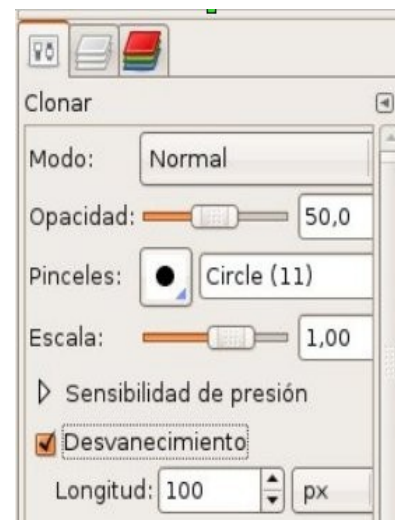 Clonar
Modo: Normal
Opacidad: 50,0
Pinceles: Circle (11)
Escala: 1,00
Sensibilidad de presión
Desvanecimiento
Longitud: 100 px